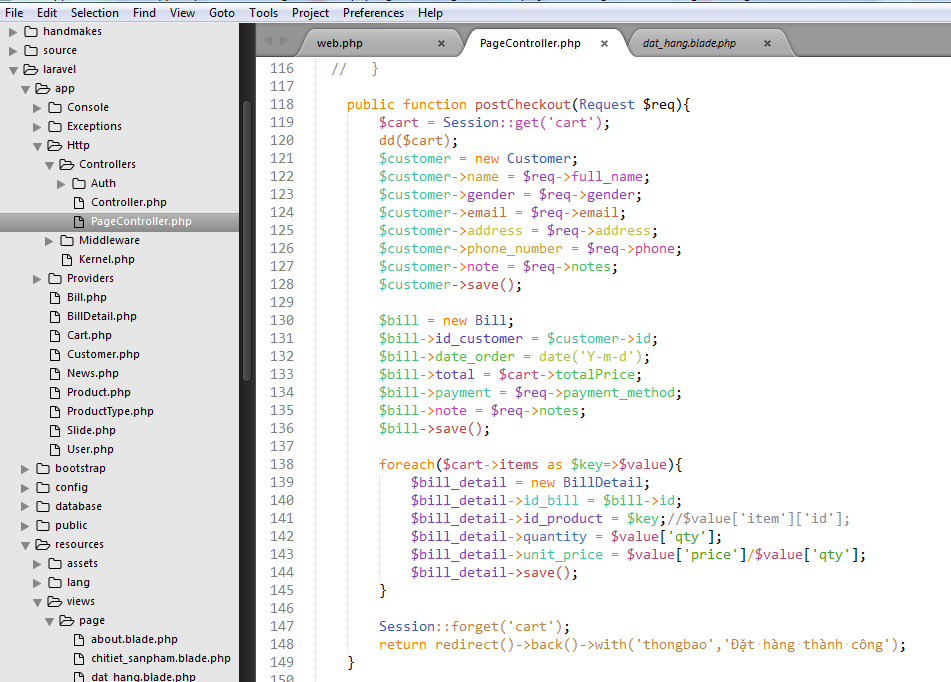 File Edit Selection Find View Goto Tools Project Preferences Help
handmakes
source
laravel
app
Console
Exceptions
Http
Controllers
Auth
Controller.php
PageController.php
Middleware
Kernel.php
Providers
Bill.php
BillDetail.php
Cart.php
Customer.php
News.php
Product.php
ProductType.php
Slide.php
User.php
bootstrap
config
database
public
resources
assets
lang
views
page
about.blade.php
chitiet_sanpham.blade.php
dat_hang.blade.php
web.php × PageController.php × dat_hang.blade.php ×
116 //   }
117
118 public function postCheckout(Request $req){
119 $cart = Session::get('cart');
120 dd($cart);
121 $customer = new Customer;
122 $customer->name = $req->full_name;
123 $customer->gender = $req->gender;
124 $customer->email = $req->email;
125 $customer->address = $req->address;
126 $customer->phone_number = $req->phone;
127 $customer->note = $req->notes;
128 $customer->save();
129
130 $bill = new Bill;
131 $bill->id_customer = $customer->id;
132 $bill->date_order = date('Y-m-d');
133 $bill->total = $cart->totalPrice;
134 $bill->payment = $req->payment_method;
135 $bill->note = $req->notes;
136 $bill->save();
137
138 foreach($cart->items as $key=>$value){
139 $bill_detail = new BillDetail;
140 $bill_detail->id_bill = $bill->id;
141 $bill_detail->id_product = $key;//$value['item']['id'];
142 $bill_detail->quantity = $value['qty'];
143 $bill_detail->unit_price = $value['price']/$value['qty'];
144 $bill_detail->save();
145 }
146
147 Session::forget('cart');
148 return redirect()->back()->with('thongbao','Đặt hàng thành công');
149 }
150